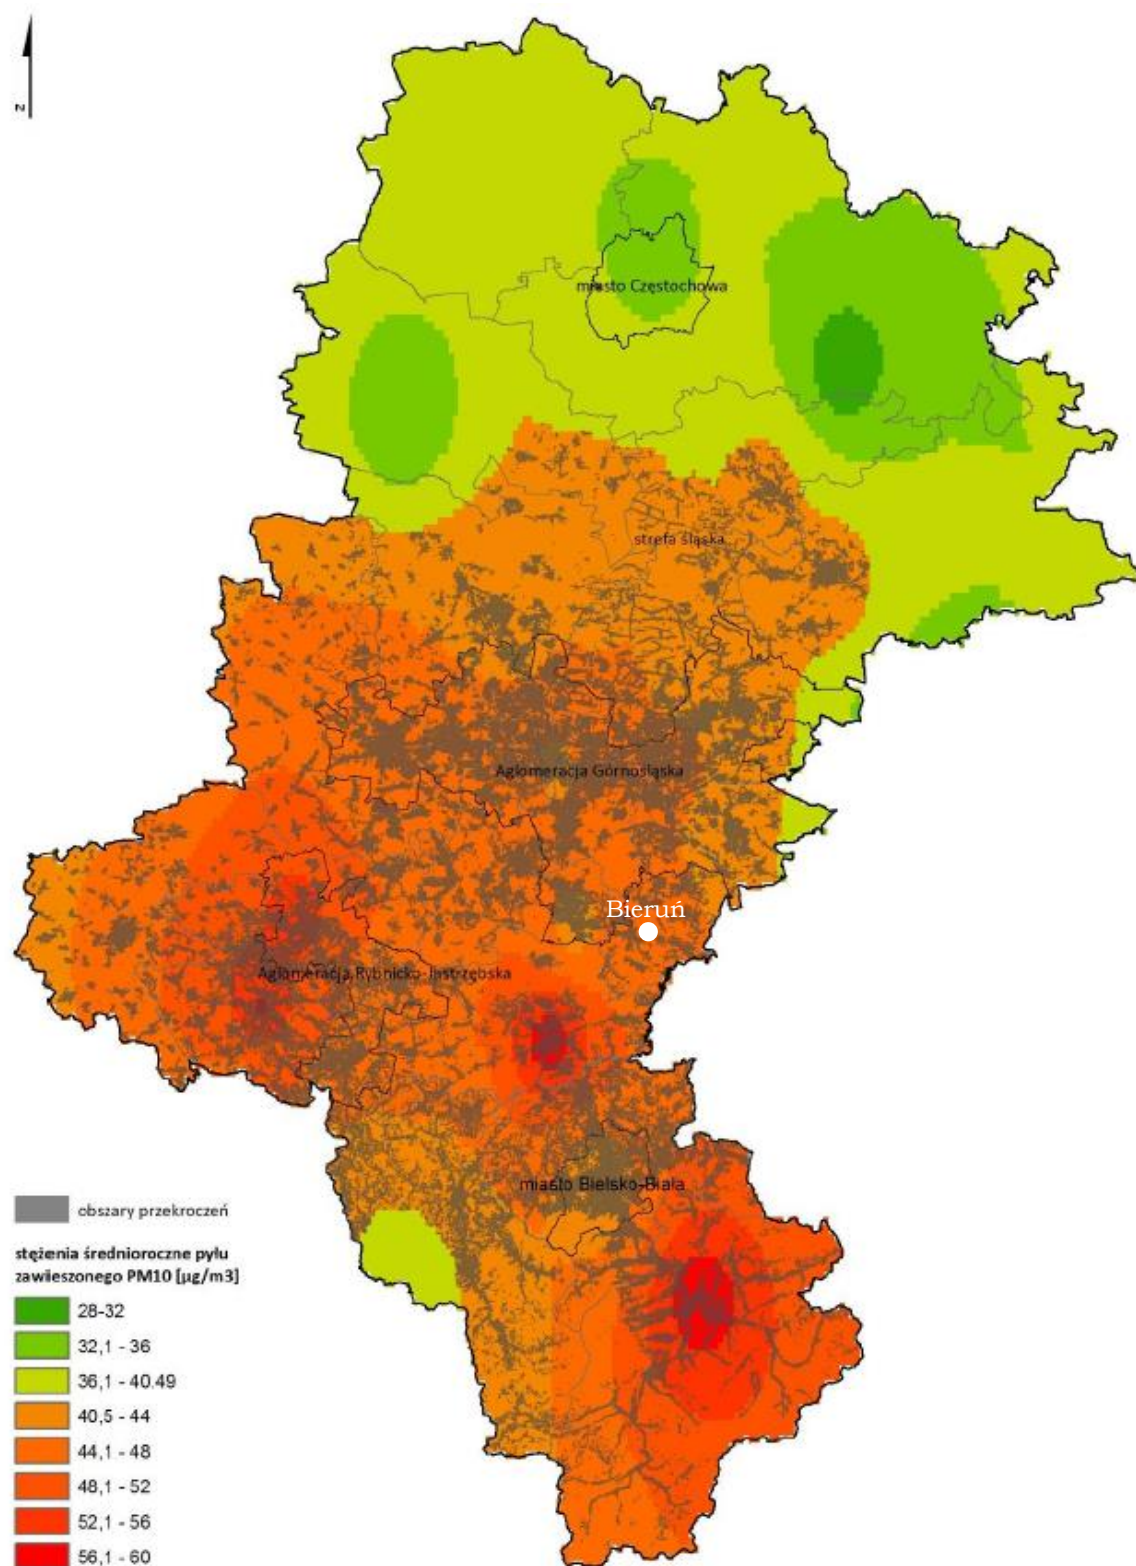 N
miasto Częstochowa
strefa śląska
Aglomeracja Górnośląska
Bieruń
Aglomeracja Rybnicko-Jastrzębska
miasto Bielsko-Biała
obszary przekroczeń
stężenia średnioroczne pyłu
zawieszonego PM10 [µg/m3]
28-32
32,1 - 36
36,1 - 40.49
40,5 - 44
44,1 - 48
48,1 - 52
52,1 - 56
56,1 - 60